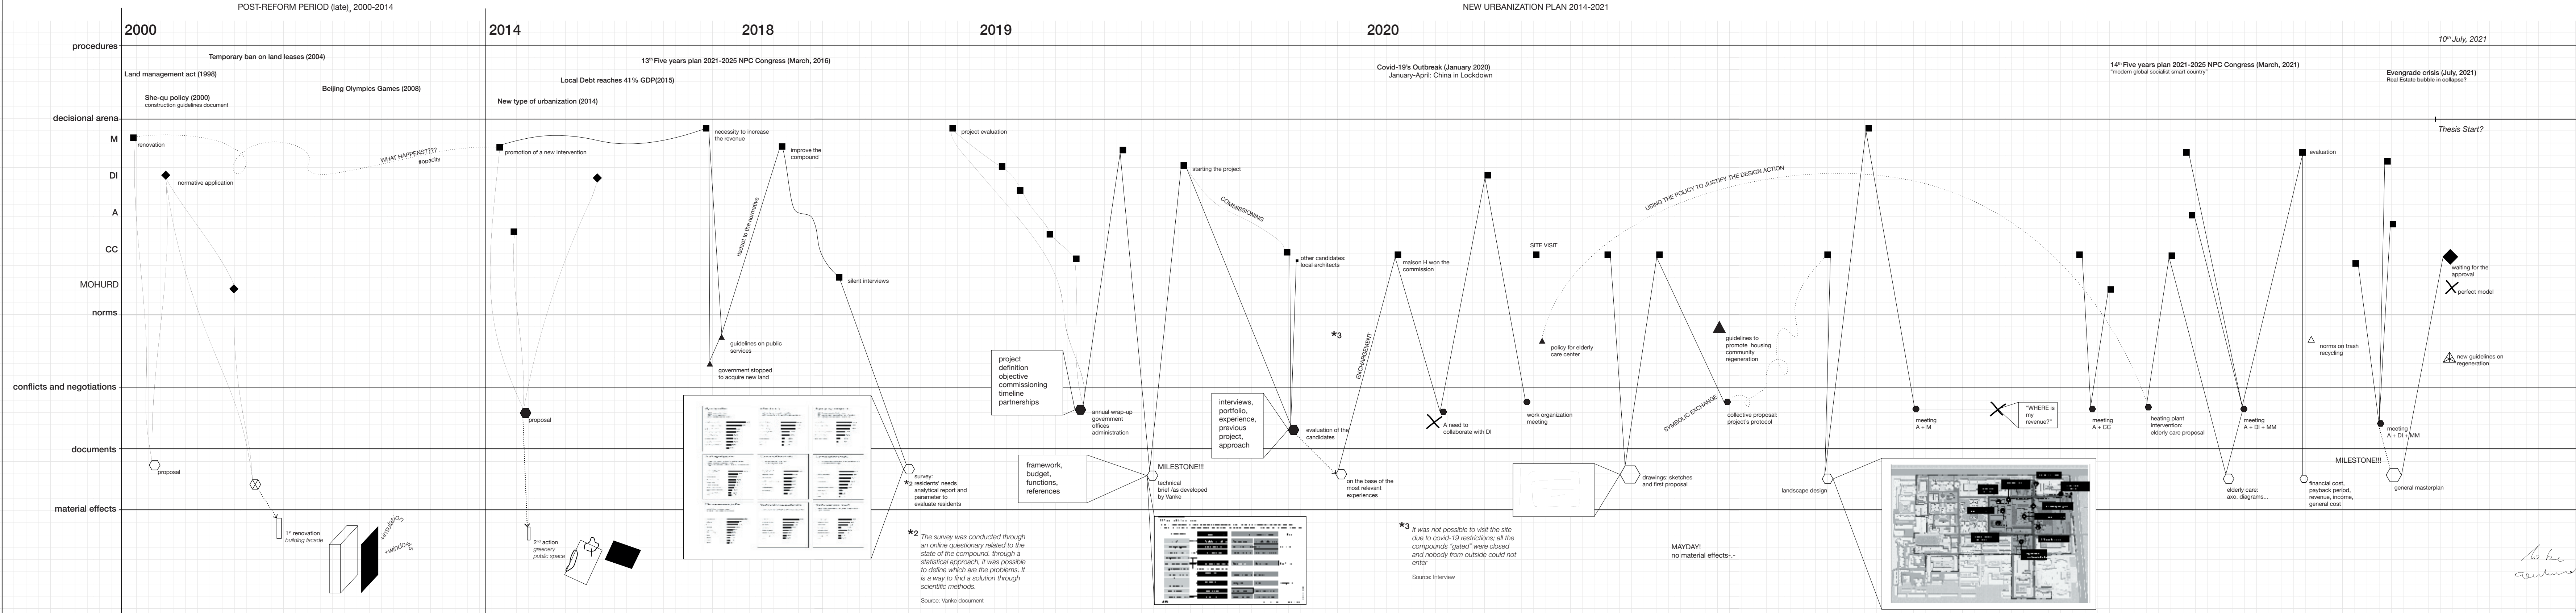 POST-REFORM PERIOD (late), 2000-2014
NEW URBANIZATION PLAN 2014-2021
2000
2014
2018
2019
2020
procedures
10th July, 2021
Temporary ban on land leases (2004)
Land management act (1998)
Beijing Olympics Games (2008)
She-qu policy (2000)
construction guidelines document
13th Five years plan 2021-2025 NPC Congress (March, 2016)
Local Debt reaches 41% GDP(2015)
New type of urbanization (2014)
Covid-19's Outbreak (January 2020)
January-April: China in Lockdown
14th Five years plan 2021-2025 NPC Congress (March, 2021)
"modern global socialist smart country"
Evengrade crisis (July, 2021)
Real Estate bubble in collapse?
decisional arena
Thesis Start?
M
DI
A
CC
MOHURD
norms
conflicts and negotiations
documents
material effects
renovation
normative application
WHAT HAPPENS????
#opacity
proposal
1st renovation
building facade
+insulation
+windows
promotion of a new intervention
proposal
2nd action
greenery
public space
necessity to increase
the revenue
improve the
compound
readapt to the normative
guidelines on public
services
government stopped
to acquire new land
silent interviews
survey:
residents' needs
analytical report and
parameter to
evaluate residents
*2
*2
The survey was conducted through
an online questionary related to the
state of the compound. through a
statistical approach, it was possible
to define which are the problems. It
is a way to find a solution through
scientific methods.
Source: Vanke document
project evaluation
project
definition
objective
commissioning
timeline
partnerships
annual wrap-up
government
offices
administration
framework,
budget,
functions,
references
MILESTONE!!!
technical
brief /as developed
by Vanke
starting the project
COMMISSIONING
other candidates:
local architects
interviews,
portfolio,
experience,
previous
project,
approach
evaluation of the
candidates
*3
ENCHARGEMENT
on the base of the
most relevant
experiences
maison H won the
commission
A need to
collaborate with DI
*3
It was not possible to visit the site
due to covid-19 restrictions; all the
compounds "gated" were closed
and nobody from outside could not
enter
Source: Interview
SITE VISIT
work organization
meeting
policy for elderly
care center
USING THE POLICY TO JUSTIFY THE DESIGN ACTION
drawings: sketches
and first proposal
MAYDAY!
no material effects-.-
SYMBOLIC EXCHANGE
guidelines to
promote housing
community
regeneration
collective proposal:
project's protocol
landscape design
meeting
A + M
"WHERE is
my
revenue?"
meeting
A + CC
heating plant
intervention:
elderly care proposal
elderly care:
axo, diagrams...
meeting
A + DI + MM
evaluation
norms on trash
recycling
financial cost,
payback period,
revenue, income,
general cost
meeting
A + DI + MM
MILESTONE!!!
general masterplan
waiting for the
approval
perfect model
new guidelines on
regeneration
to be